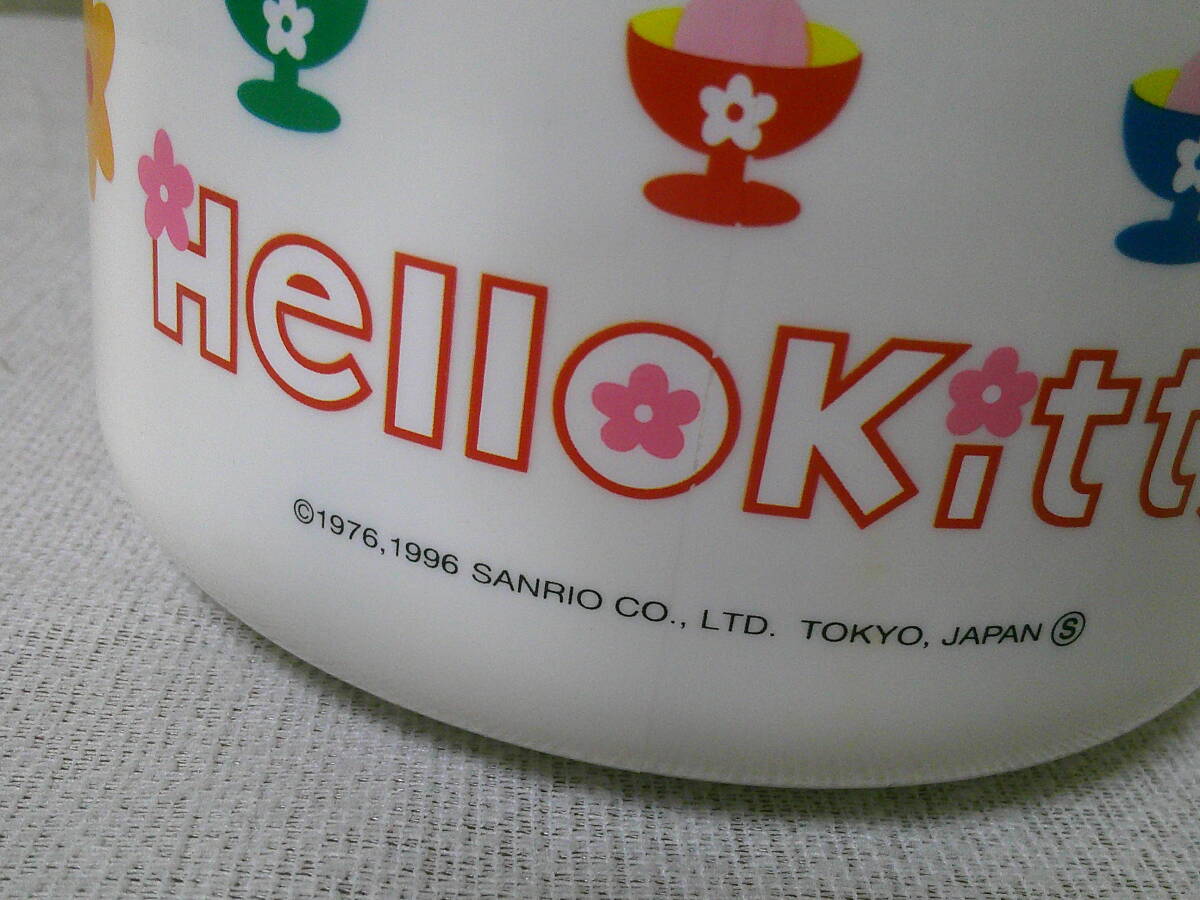 HelloKitt
©1976,1996 SANRIO CO., LTD. TOKYO, JAPAN Ⓢ